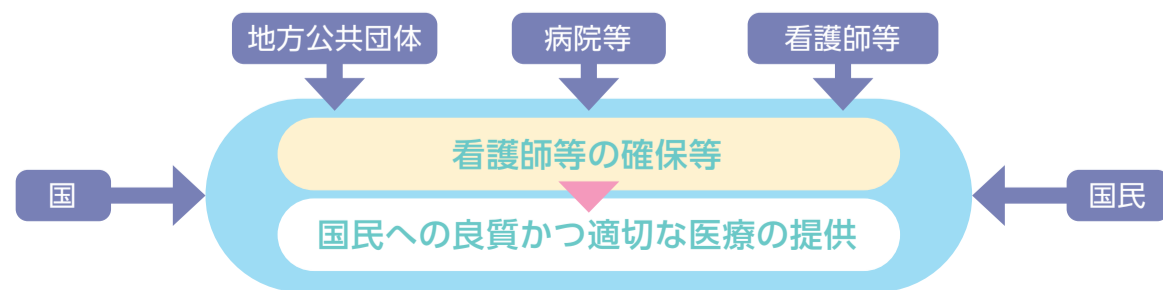 地方公共団体
病院等
看護師等
看護師等の確保等
国
国民
国民への良質かつ適切な医療の提供